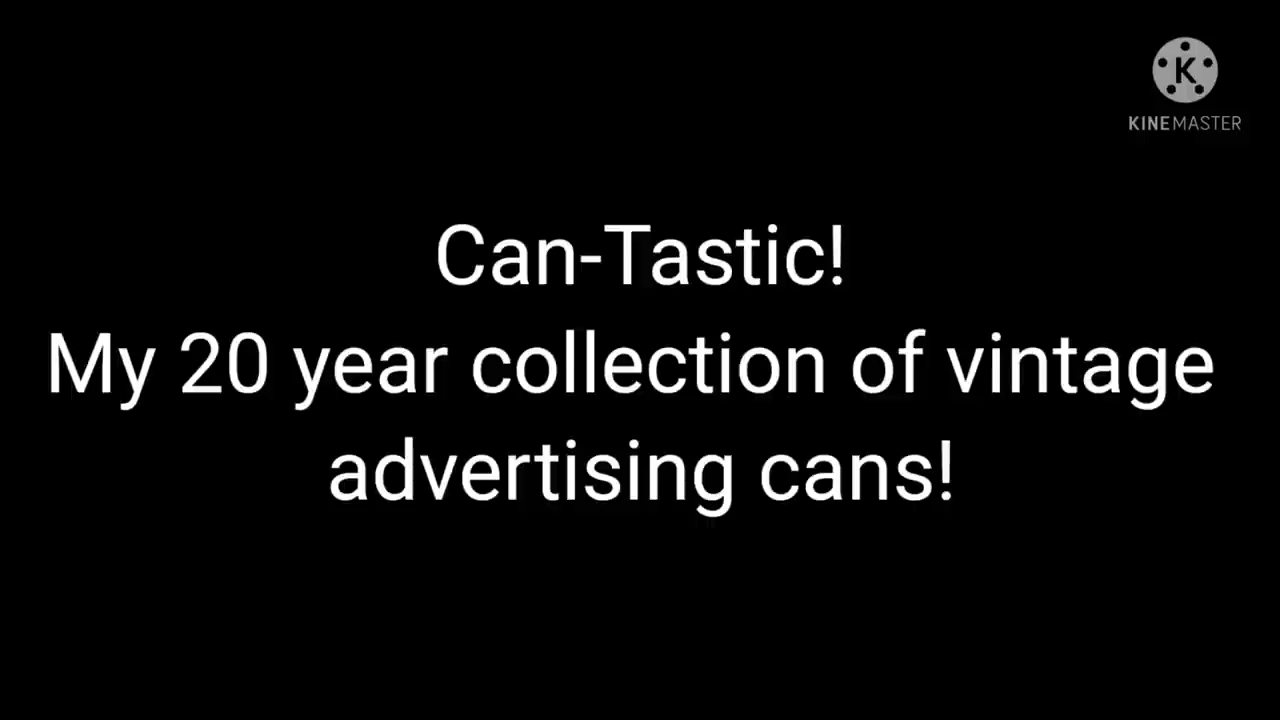 K
KINEMASTER
Can-Tastic!
My 20 year collection of vintage
advertising cans!